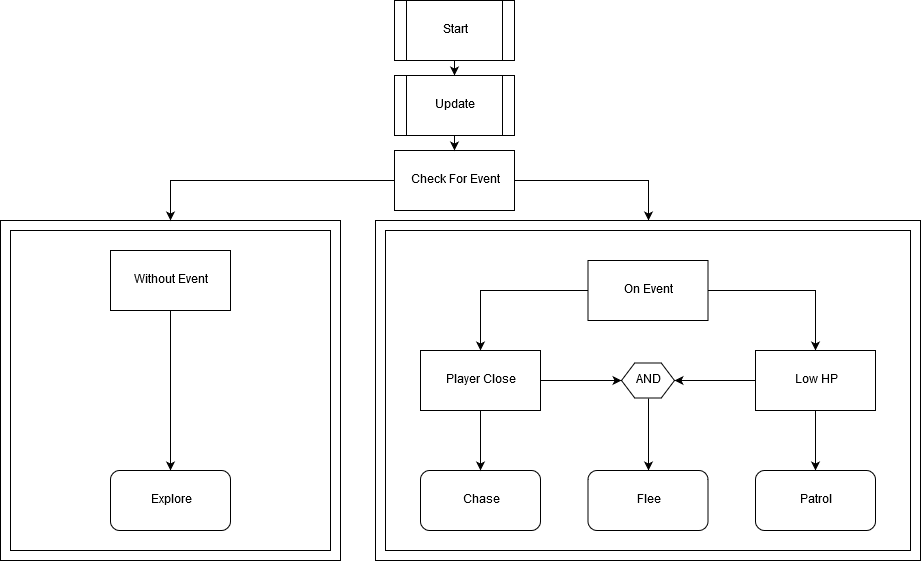 Start
Update
Check For Event
Without Event
On Event
Player Close
AND
Low HP
Explore
Chase
Flee
Patrol